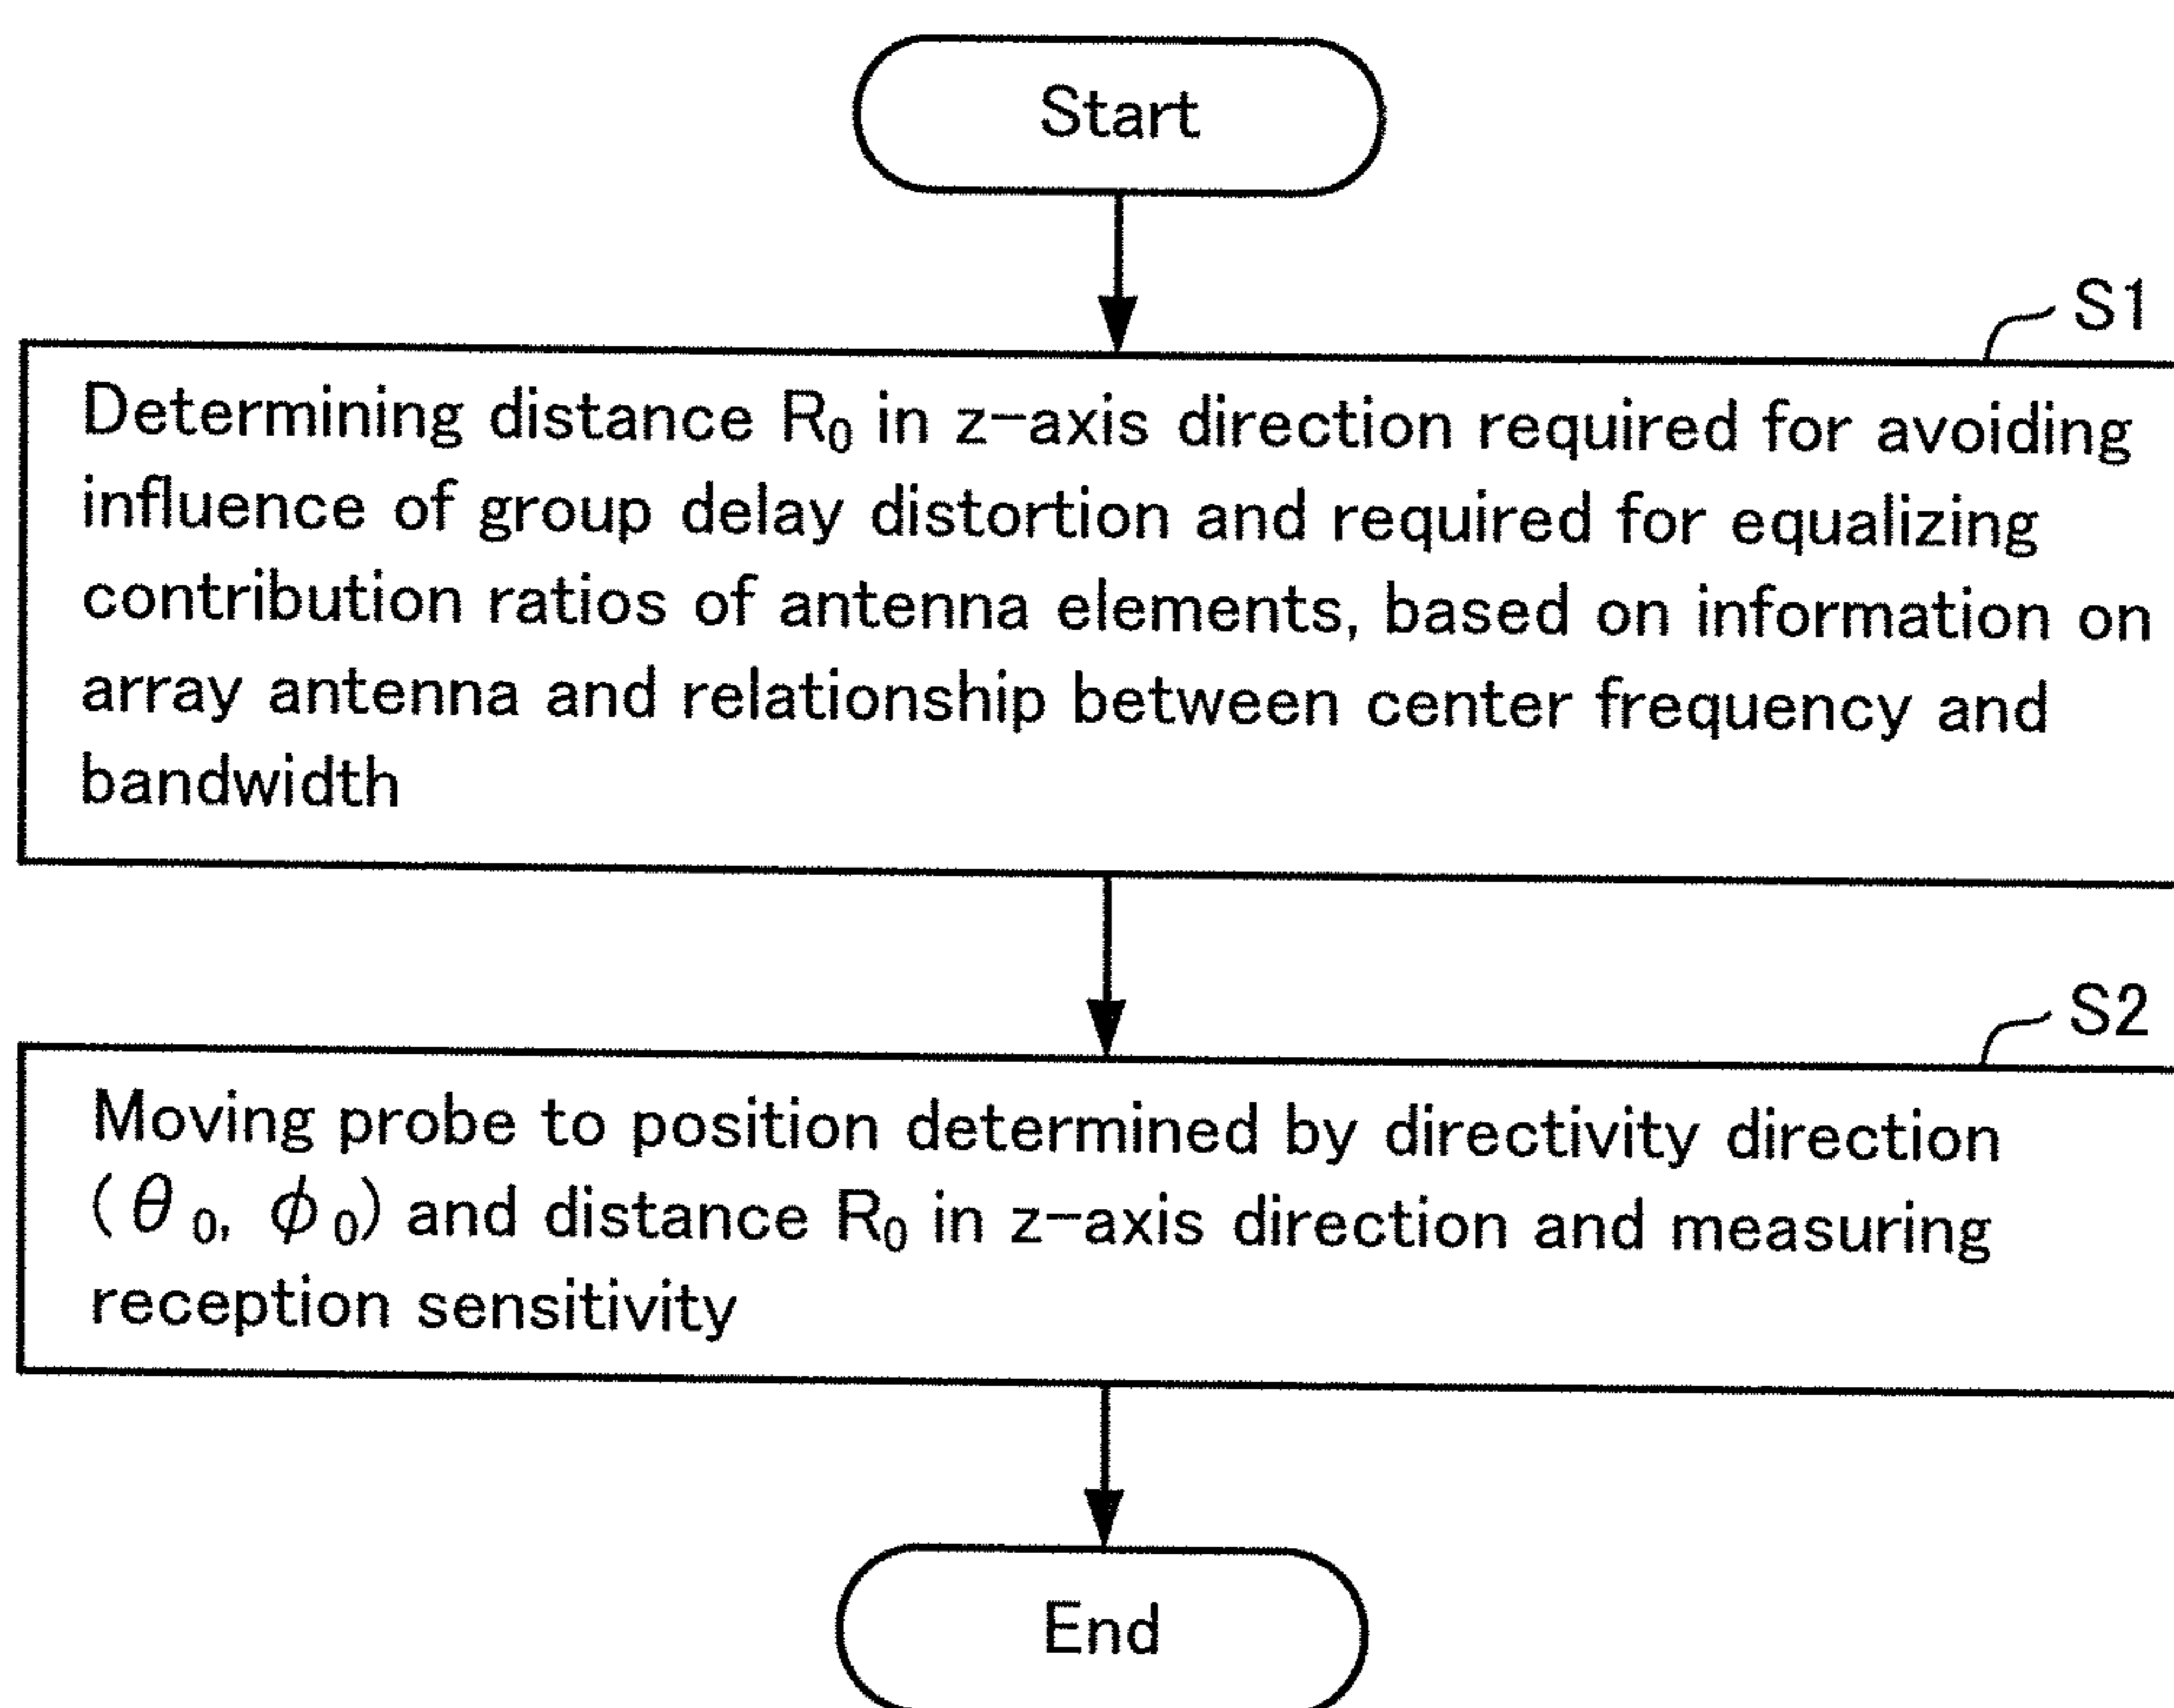 Start
S1
Determining distance R₀ in z-axis direction required for avoiding
influence of group delay distortion and required for equalizing
contribution ratios of antenna elements, based on information on
array antenna and relationship between center frequency and
bandwidth
S2
Moving probe to position determined by directivity direction
(θ₀, φ₀) and distance R₀ in z-axis direction and measuring
reception sensitivity
End